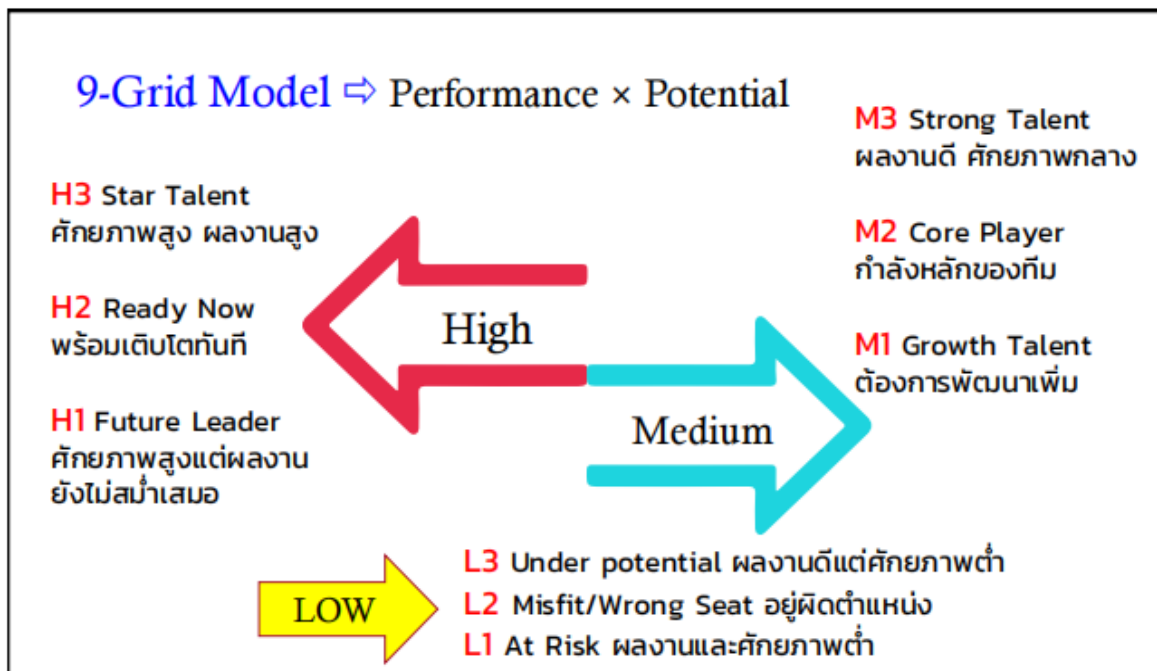 9-Grid Model ⇨ Performance × Potential
H3 Star Talent
ศักยภาพสูง ผลงานสูง
H2 Ready Now
พร้อมเติบโตทันที
H1 Future Leader
ศักยภาพสูงแต่ผลงาน
ยังไม่สม่ำเสมอ
High
M3 Strong Talent
ผลงานดี ศักยภาพกลาง
M2 Core Player
กำลังหลักของทีม
M1 Growth Talent
ต้องการพัฒนาเพิ่ม
Medium
LOW
L3 Under potential ผลงานดีแต่ศักยภาพต่ำ
L2 Misfit/Wrong Seat อยู่ผิดตำแหน่ง
L1 At Risk ผลงานและศักยภาพต่ำ